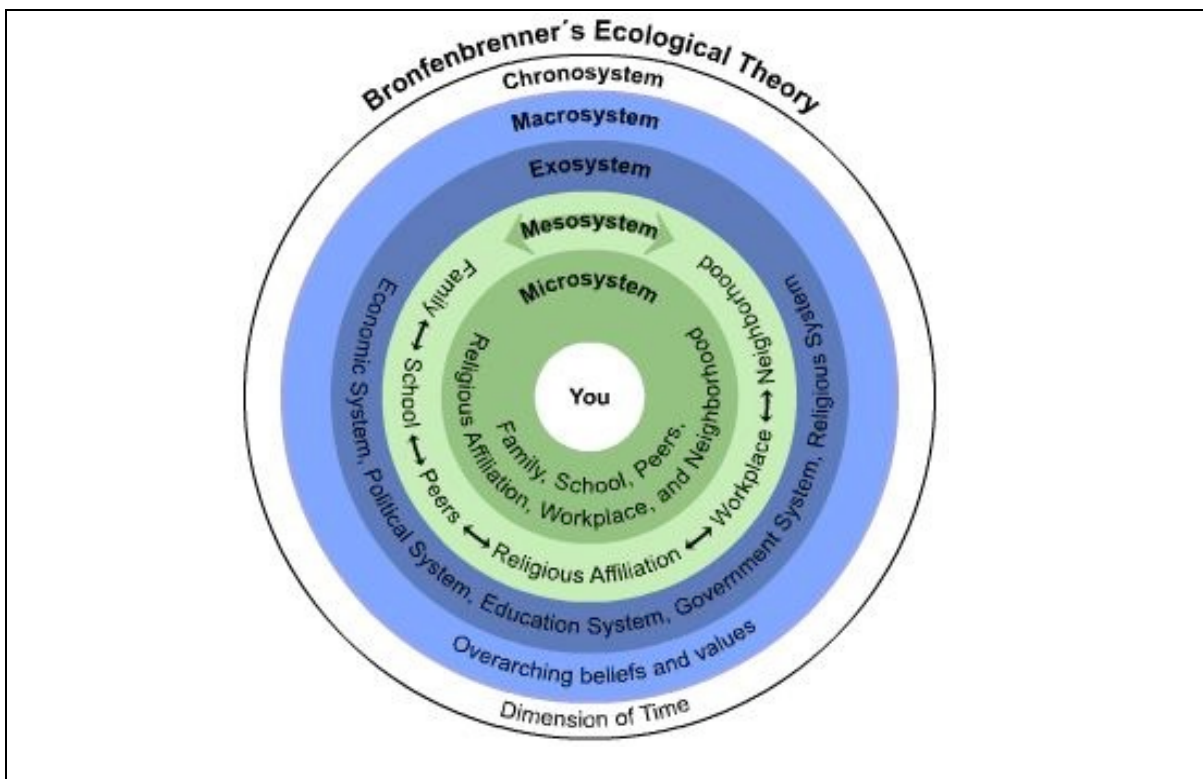 Bronfenbrenner´s Ecological Theory
Chronosystem
Macrosystem
Exosystem
Mesosystem
Microsystem
You
Family, School, Peers,
Religious Affiliation, Workplace, and Neighborhood
Family ↔ School ↔ Peers ↔ Religious Affiliation ↔ Workplace ↔ Neighborhood
Economic System, Political System, Education System, Government System, Religious System
Overarching beliefs and values
Dimension of Time